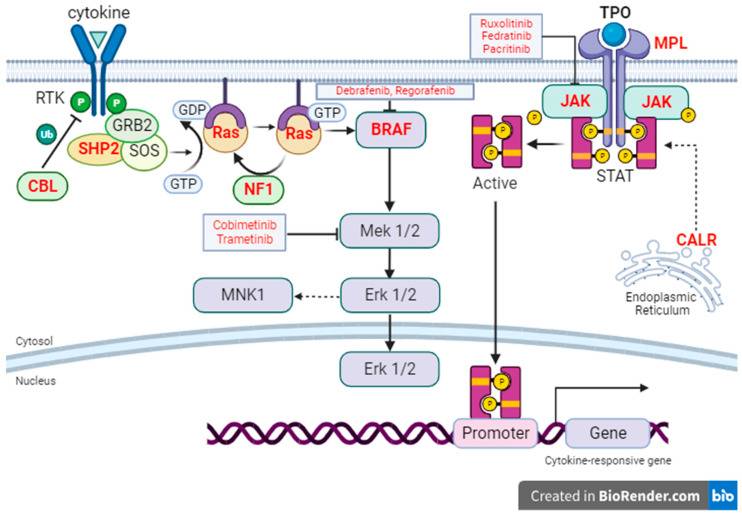 cytokine
TPO
Ruxolitinib
Fedratinib
Pacritinib
MPL
RTK
P
P
Debrafenib, Regorafenib
JAK
JAK
P
P
Ub
GRB2
SHP2
SOS
GDP
GTP
Ras
Ras
GTP
BRAF
P
P
P
P
P
P
STAT
Active
CBL
NF1
CALR
Endoplasmic
Reticulum
Cobimetinib
Trametinib
Mek 1/2
MNK1
Erk 1/2
Cytosol
Nucleus
Erk 1/2
P
P
Promoter
Gene
Cytokine-responsive gene
Created in BioRender.com bio